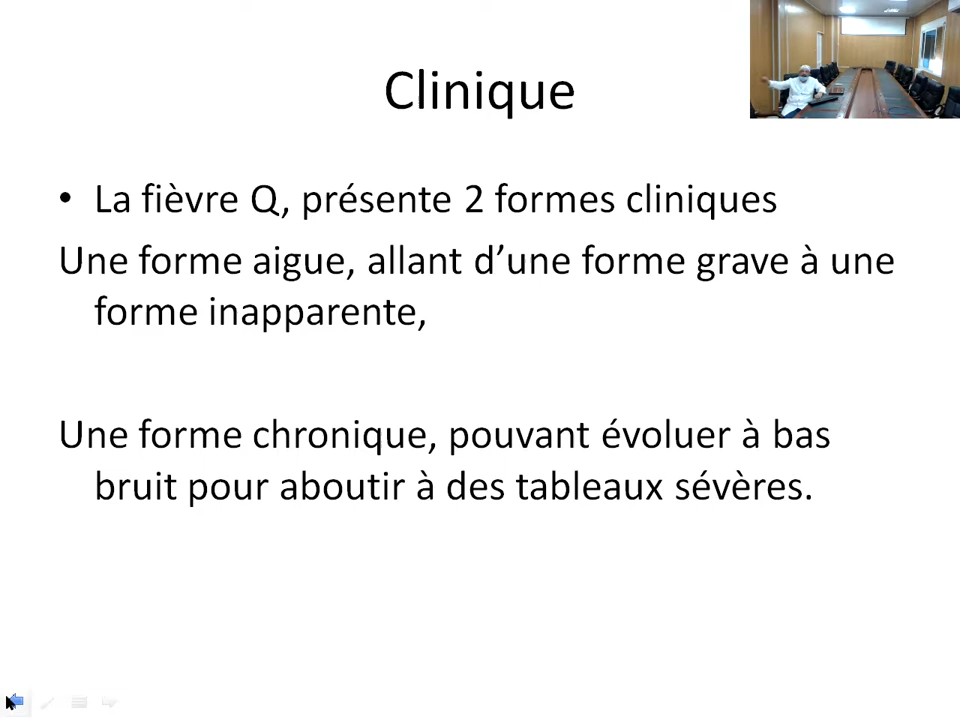 Clinique
• La fièvre Q, présente 2 formes cliniques
Une forme aigue, allant d’une forme grave à une
forme inapparente,
Une forme chronique, pouvant évoluer à bas
bruit pour aboutir à des tableaux sévères.